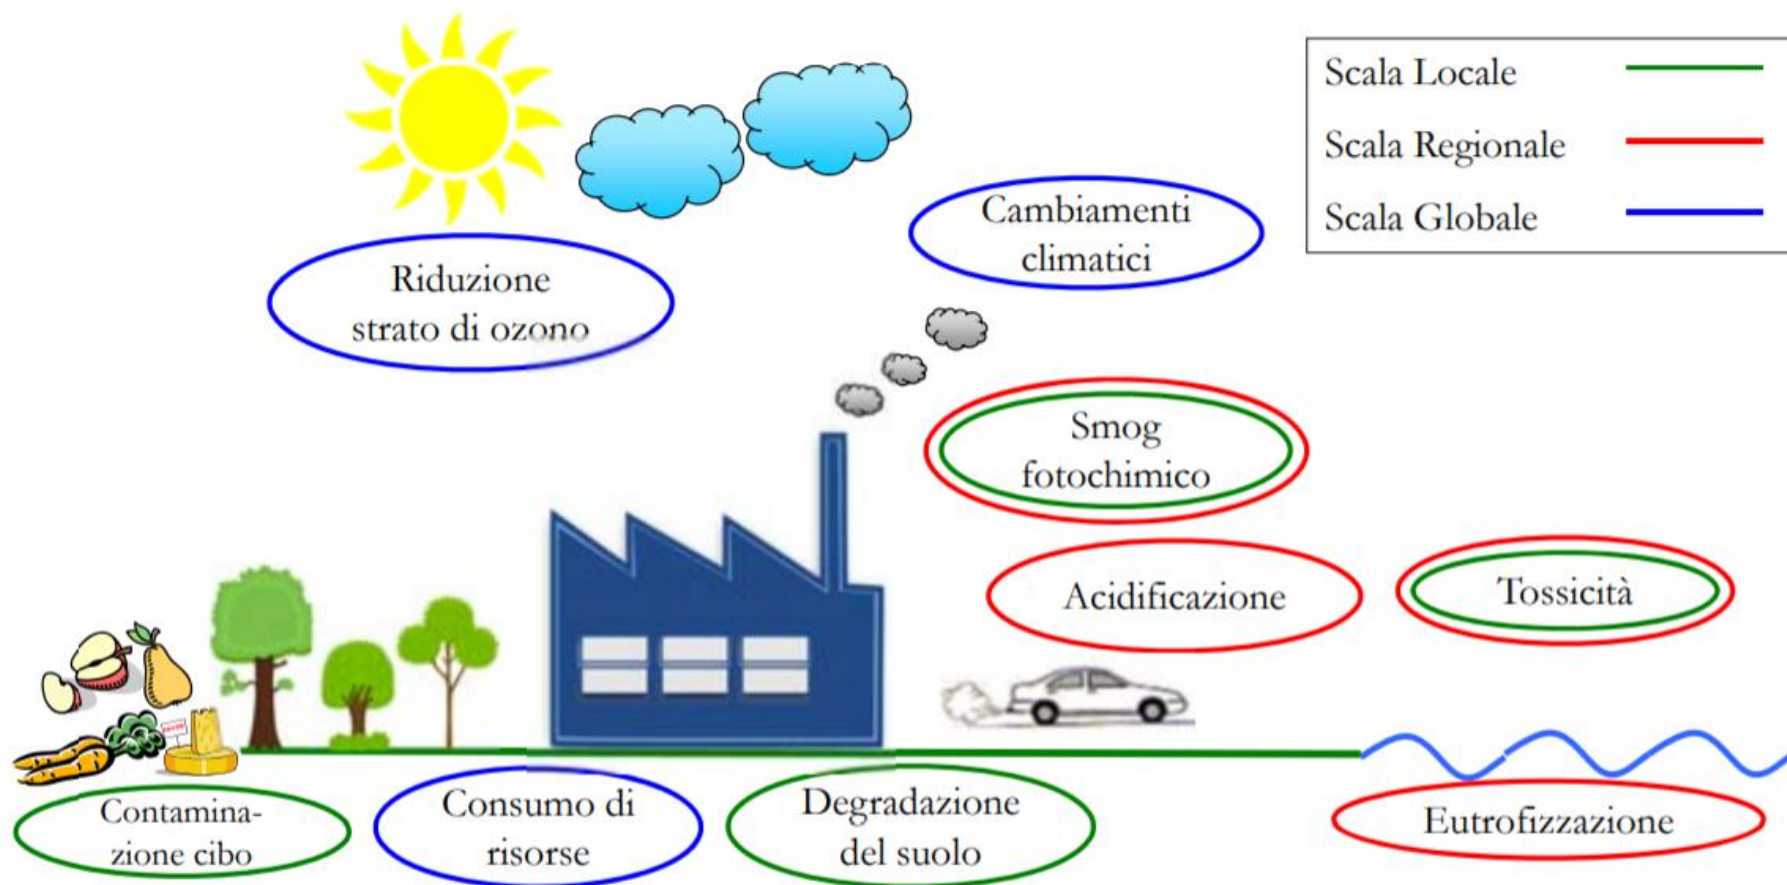 Scala Locale
Scala Regionale
Scala Globale
Cambiamenti
climatici
Riduzione
strato di ozono
Smog
fotochimico
Acidificazione
Tossicità
Contamina-
zione cibo
Consumo di
risorse
Degradazione
del suolo
Eutrofizzazione